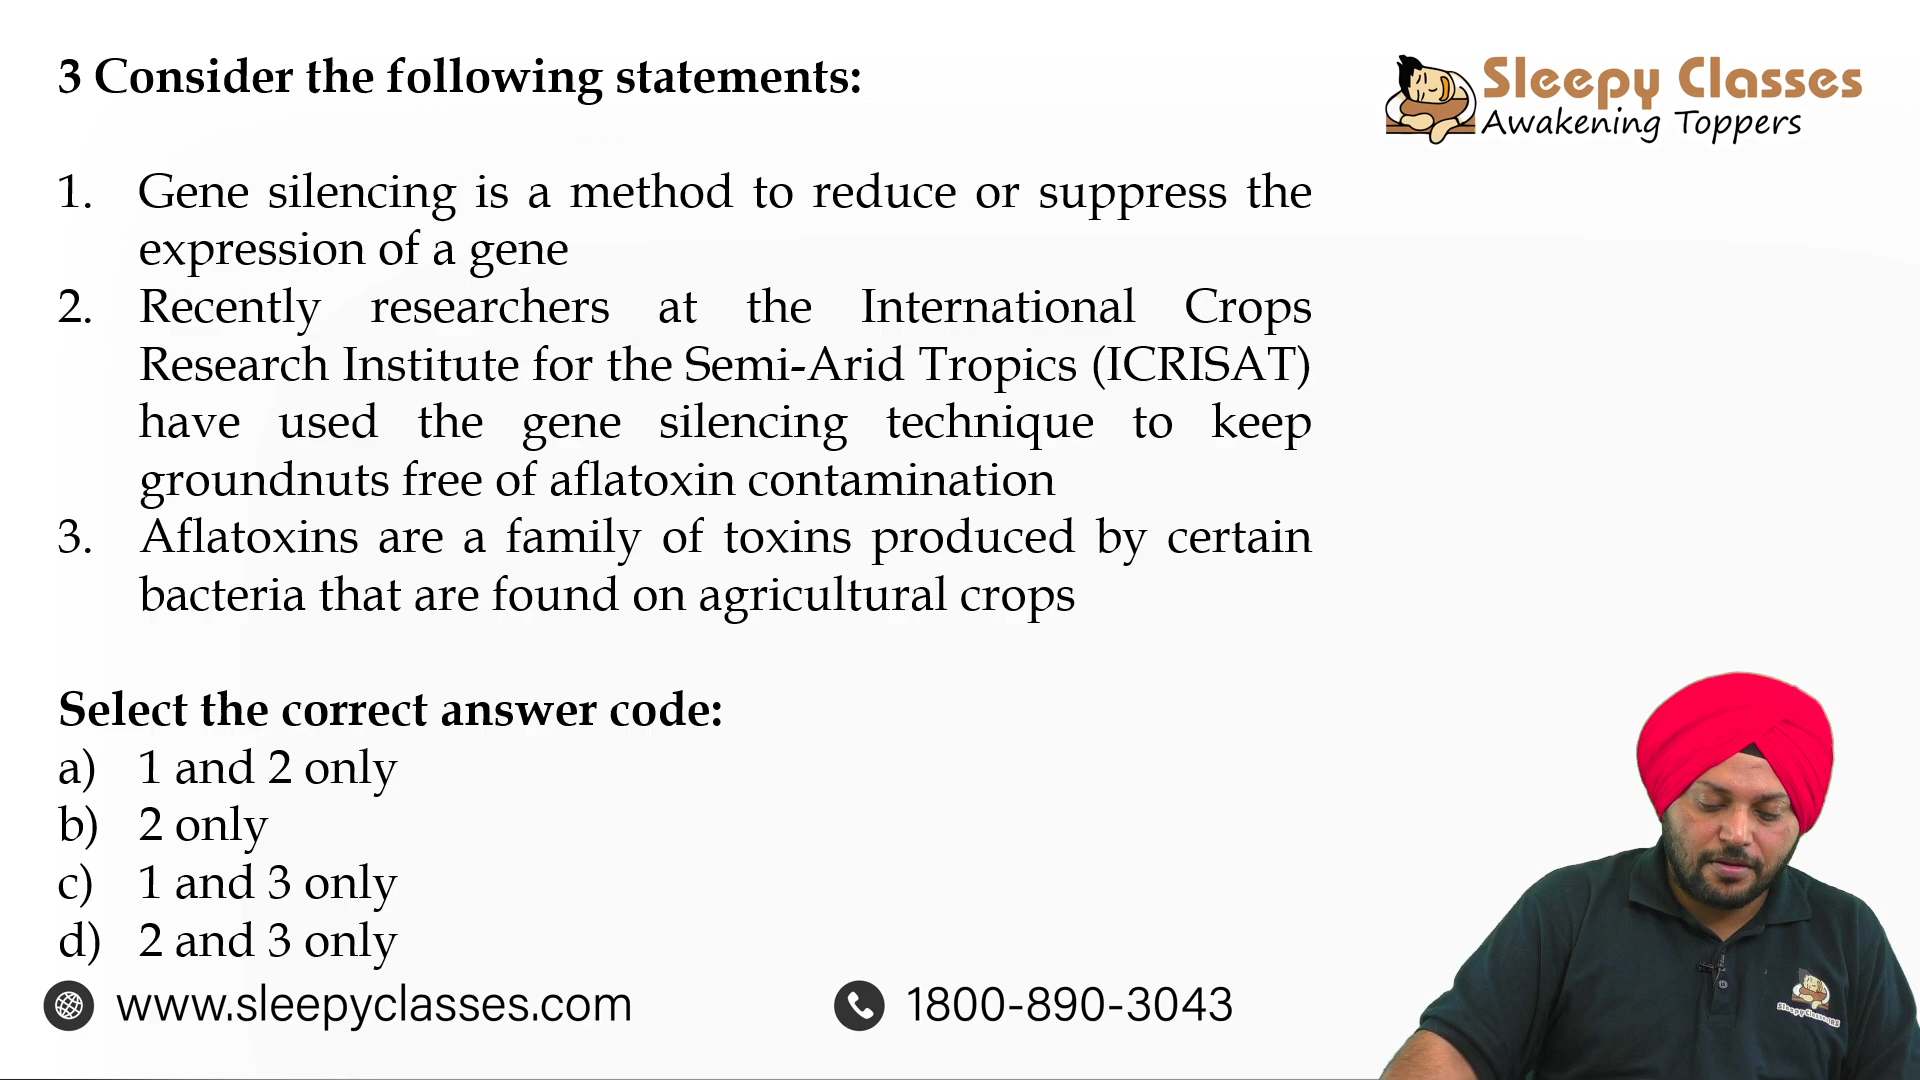 3 Consider the following statements:
Sleepy Classes
Awakening Toppers
1. Gene silencing is a method to reduce or suppress the
expression of a gene
2. Recently researchers at the International Crops
Research Institute for the Semi-Arid Tropics (ICRISAT)
have used the gene silencing technique to keep
groundnuts free of aflatoxin contamination
3. Aflatoxins are a family of toxins produced by certain
bacteria that are found on agricultural crops
Select the correct answer code:
a) 1 and 2 only
b) 2 only
c) 1 and 3 only
d) 2 and 3 only
www.sleepyclasses.com
1800-890-3043
Sleepy Classes IAS